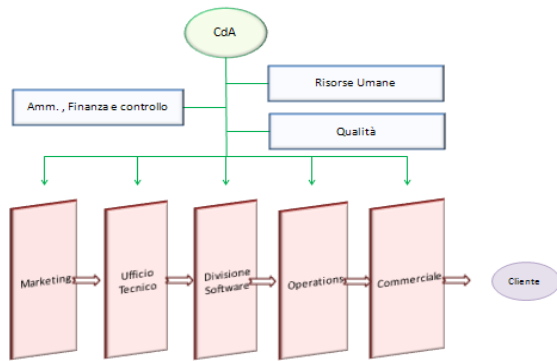 CdA
Risorse Umane
Amm. , Finanza e controllo
Qualità
Marketing
Ufficio
Tecnico
Divisione
Software
Operations
Commerciale
Cliente